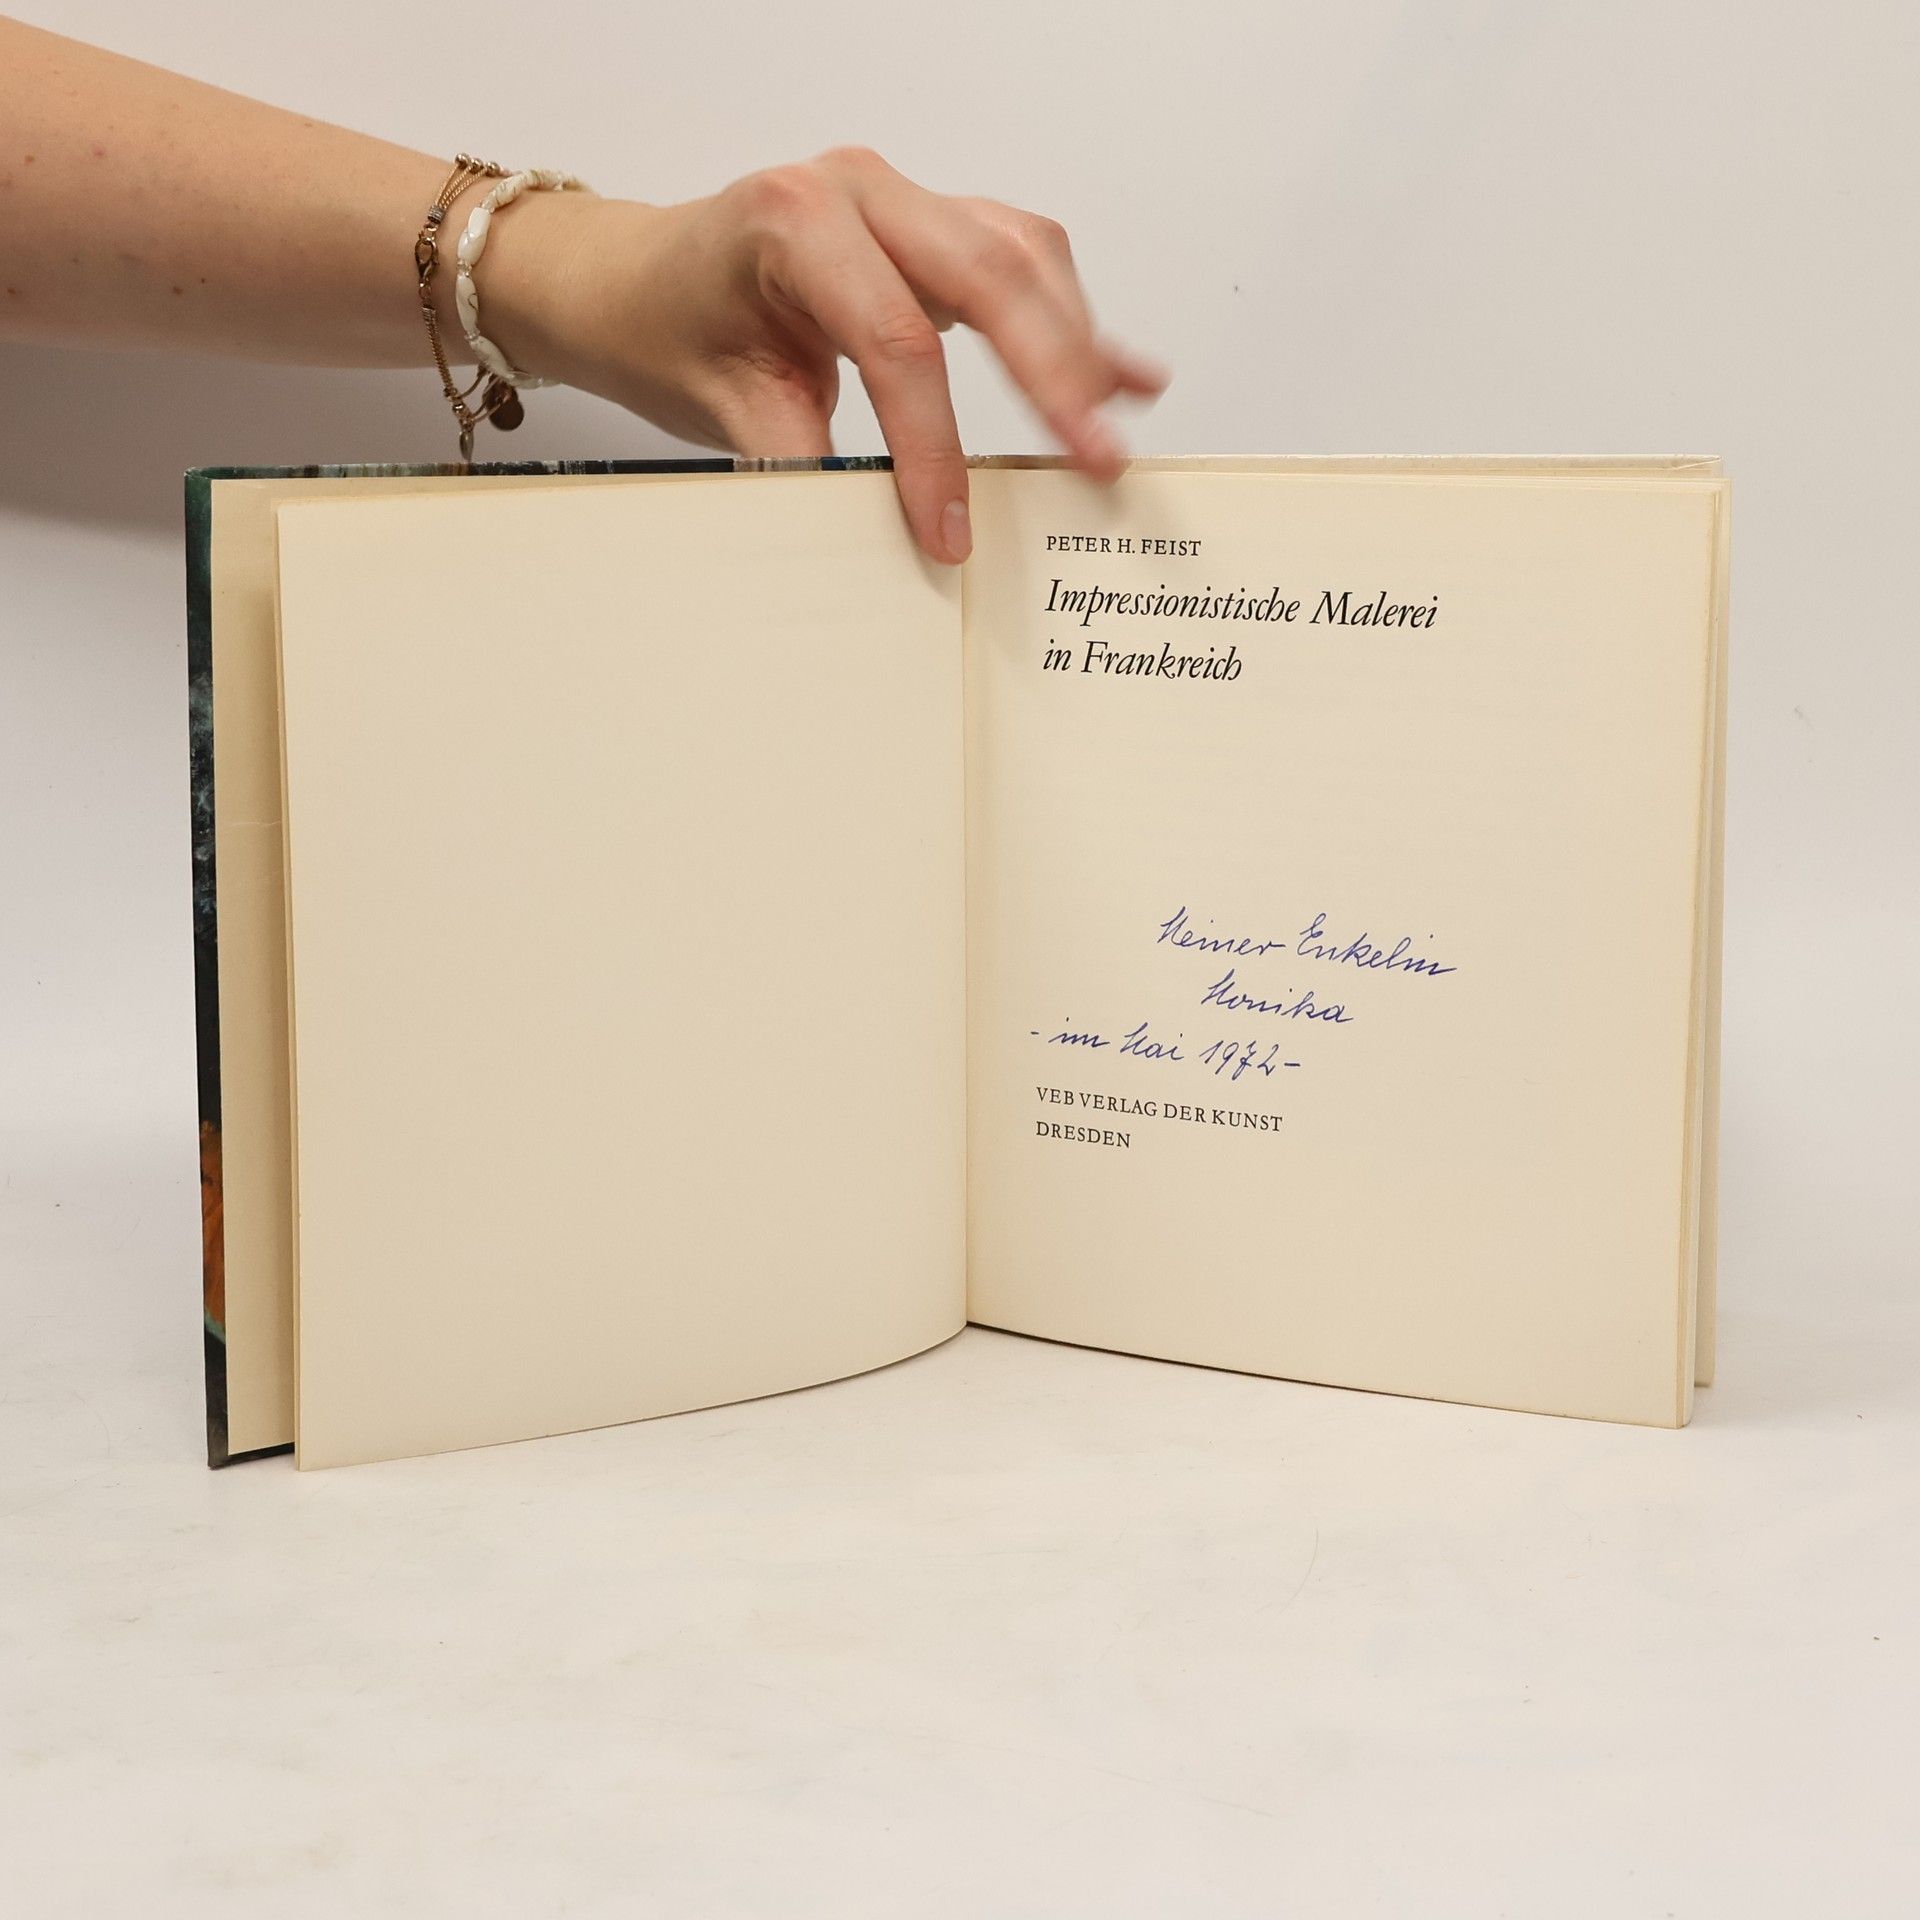 PETER H. FEIST
Impressionistische Malerei
in Frankreich
Meiner Enkelin
Monika
- im Mai 1972 -
VEB VERLAG DER KUNST
DRESDEN